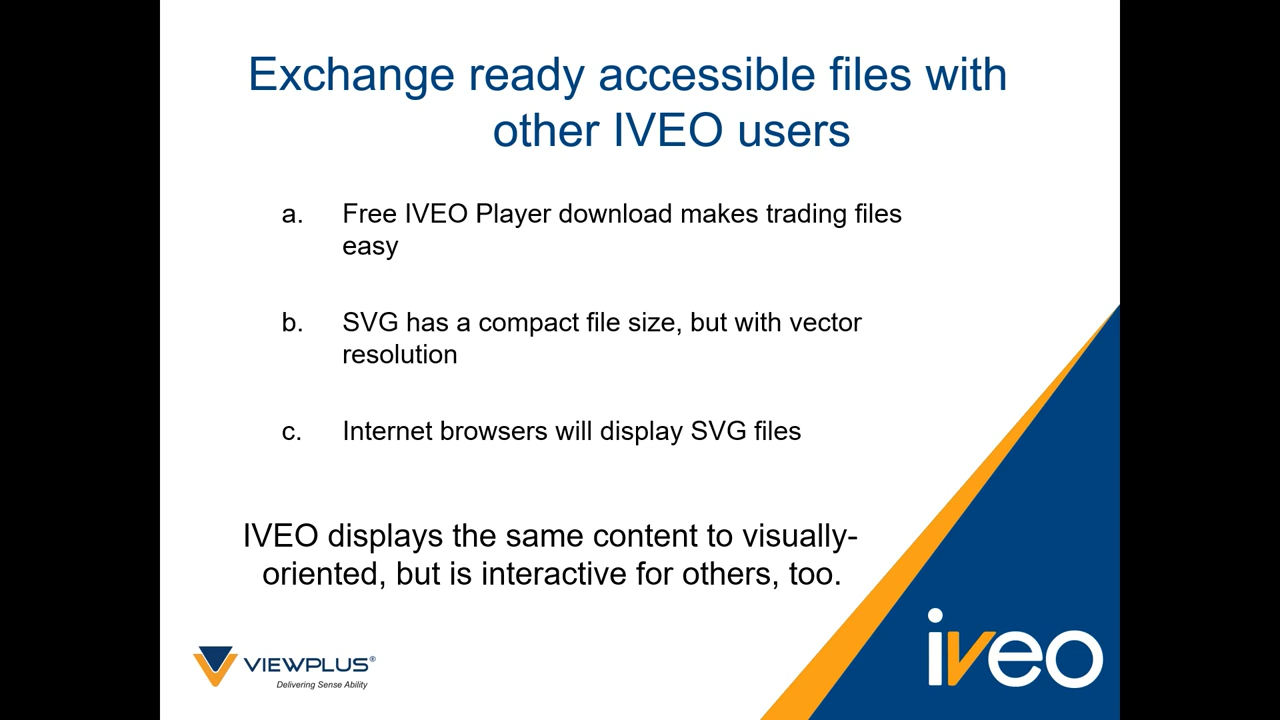 Exchange ready accessible files with
other IVEO users
a. Free IVEO Player download makes trading files
easy
b. SVG has a compact file size, but with vector
resolution
c. Internet browsers will display SVG files
IVEO displays the same content to visually-
oriented, but is interactive for others, too.
VIEWPLUS®
Delivering Sense Ability
iveo